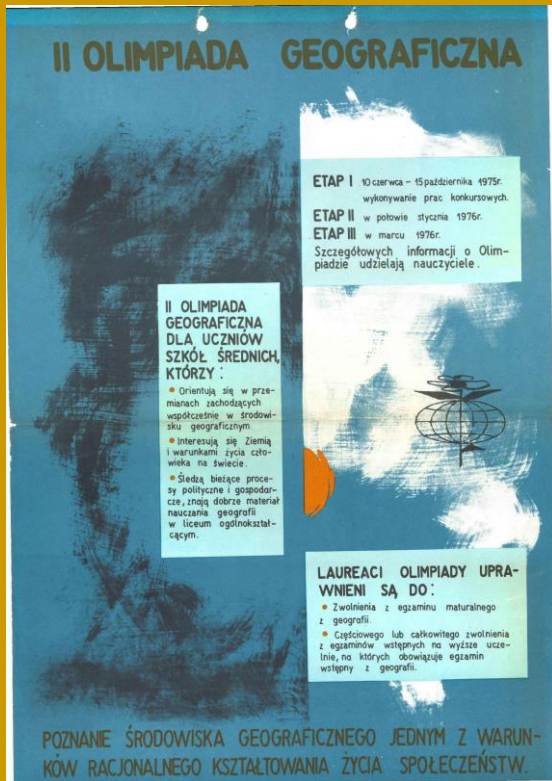 II OLIMPIADA GEOGRAFICZNA
ETAP I 10 czerwca – 15 października 1975r.
wykonywanie prac konkursowych.
ETAP II w połowie stycznia 1976r.
ETAP III w marcu 1976r.
Szczegółowych informacji o Olim-
piadzie udzielają nauczyciele.
II OLIMPIADA
GEOGRAFICZNA
DLA UCZNIÓW
SZKÓŁ ŚREDNICH,
KTÓRZY:
• Orientują się w prze-
mianach zachodzących
współcześnie w środowi-
sku geograficznym.
• Interesują się Ziemią
i warunkami życia czło-
wieka na świecie.
• Śledzą bieżące proce-
sy polityczne i gospodar-
cze, znają dobrze materiał
nauczania geografii
w liceum ogólnokształ-
cącym.
LAUREACI OLIMPIADY UPRA-
WNIENI SĄ DO:
• Zwolnienia z egzaminu maturalnego
z geografii.
• Częściowego lub całkowitego zwolnienia
z egzaminów wstępnych na wyższe ucze-
lnie, na których obowiązuje egzamin
wstępny z geografii.
POZNANIE ŚRODOWISKA GEOGRAFICZNEGO JEDNYM Z WARUN-
KÓW RACJONALNEGO KSZTAŁTOWANIA ŻYCIA SPOŁECZEŃSTW.